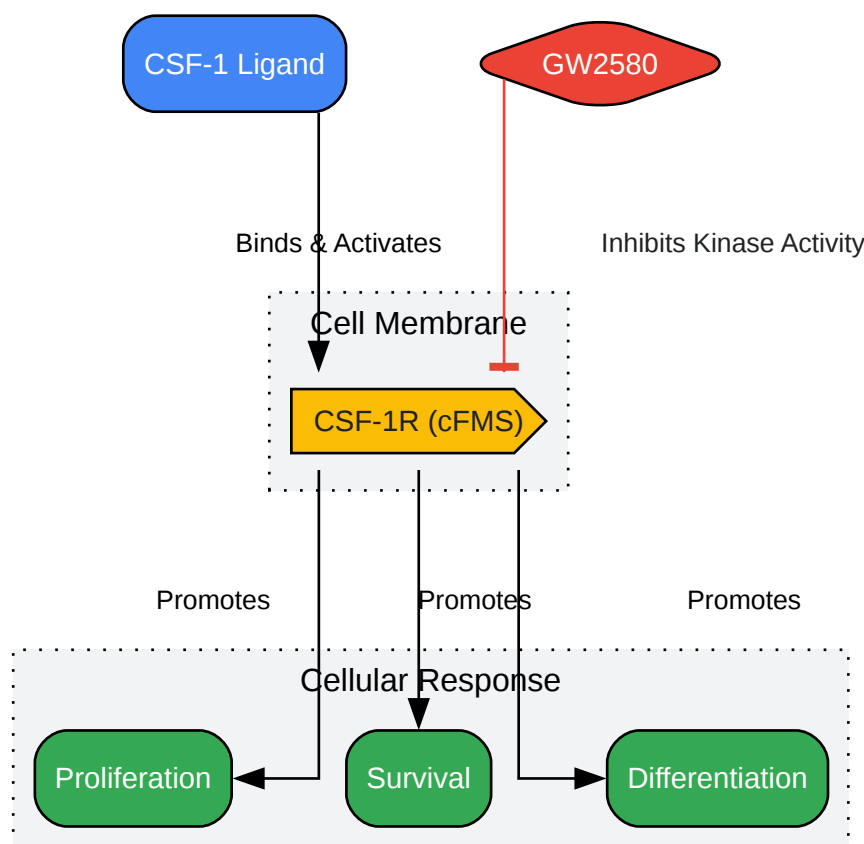 CSF-1 Ligand
GW2580
Binds & Activates
Inhibits Kinase Activity
Cell Membrane
CSF-1R (cFMS)
Promotes
Promotes
Promotes
Cellular Response
Proliferation
Survival
Differentiation